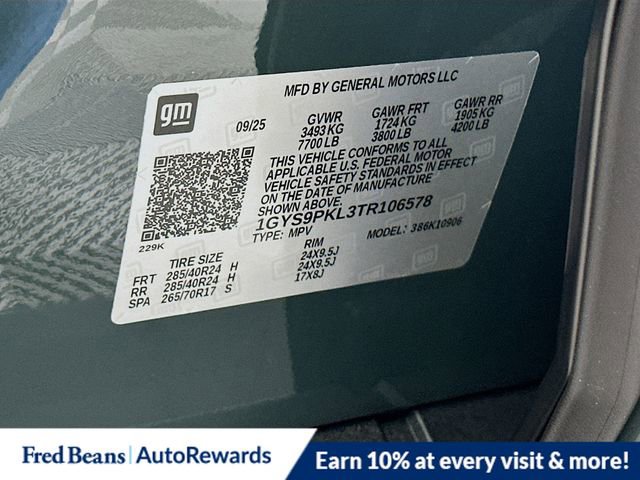 MFD BY GENERAL MOTORS LLC
gm
09/25 GVWR GAWR FRT GAWR RR
3493 KG 1724 KG 1905 KG
7700 LB 3800 LB 4200 LB
THIS VEHICLE CONFORMS TO ALL
APPLICABLE U.S. FEDERAL MOTOR
VEHICLE SAFETY STANDARDS IN EFFECT
ON THE DATE OF MANUFACTURE
SHOWN ABOVE.
1GYS9PKL3TR106578
TYPE: MPV MODEL: 386K10906
229K
TIRE SIZE RIM
FRT 285/40R24 H 24X9.5J
RR 285/40R24 H 24X9.5J
SPA 265/70R17 S 17X8J
Fred Beans | AutoRewards
Earn 10% at every visit & more!